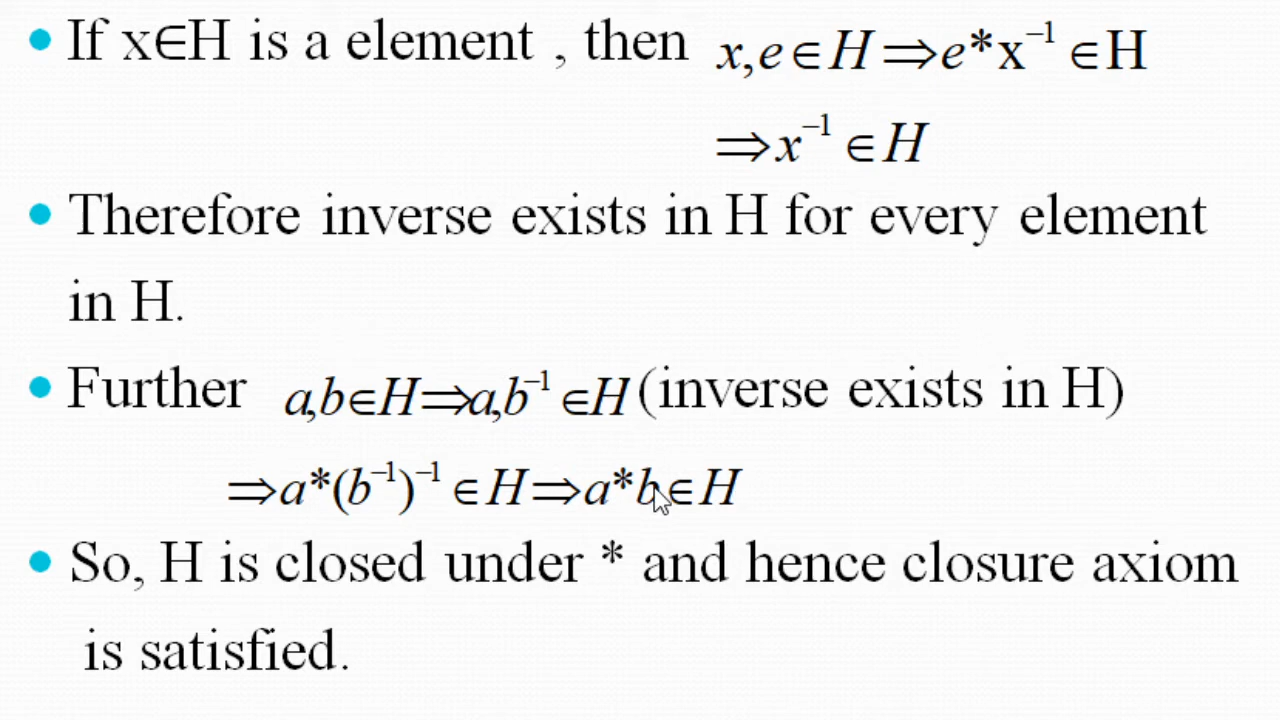 • If x∈H is a element , then x,e∈H⇒e*x⁻¹ ∈H
⇒x⁻¹ ∈H
• Therefore inverse exists in H for every element
in H.
• Further a,b∈H⇒a,b⁻¹ ∈H (inverse exists in H)
⇒a*(b⁻¹)⁻¹ ∈H⇒a*b∈H
• So, H is closed under * and hence closure axiom
is satisfied.